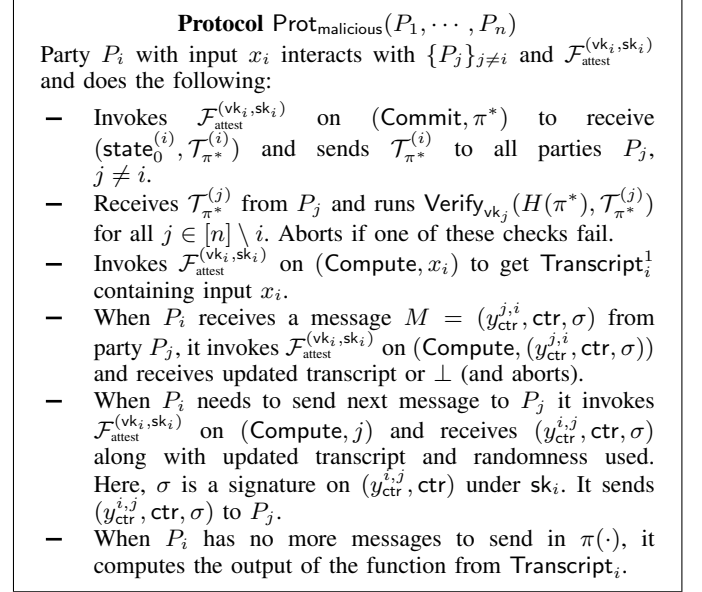 Protocol Prot_malicious(P_1, ⋯ , P_n)
Party P_i with input x_i interacts with {P_j}_{j≠i} and F_attest^{(vk_i,sk_i)}
and does the following:
– Invokes F_attest^{(vk_i,sk_i)} on (Commit, π*) to receive
(state_0^{(i)}, T_{π*}^{(i)}) and sends T_{π*}^{(i)} to all parties P_j,
j ≠ i.
– Receives T_{π*}^{(j)} from P_j and runs Verify_{vk_j}(H(π*), T_{π*}^{(j)})
for all j ∈ [n] \ i. Aborts if one of these checks fail.
– Invokes F_attest^{(vk_i,sk_i)} on (Compute, x_i) to get Transcript_i^1
containing input x_i.
– When P_i receives a message M = (y_ctr^{j,i}, ctr, σ) from
party P_j, it invokes F_attest^{(vk_i,sk_i)} on (Compute, (y_ctr^{j,i}, ctr, σ))
and receives updated transcript or ⊥ (and aborts).
– When P_i needs to send next message to P_j it invokes
F_attest^{(vk_i,sk_i)} on (Compute, j) and receives (y_ctr^{i,j}, ctr, σ)
along with updated transcript and randomness used.
Here, σ is a signature on (y_ctr^{i,j}, ctr) under sk_i. It sends
(y_ctr^{i,j}, ctr, σ) to P_j.
– When P_i has no more messages to send in π(·), it
computes the output of the function from Transcript_i.